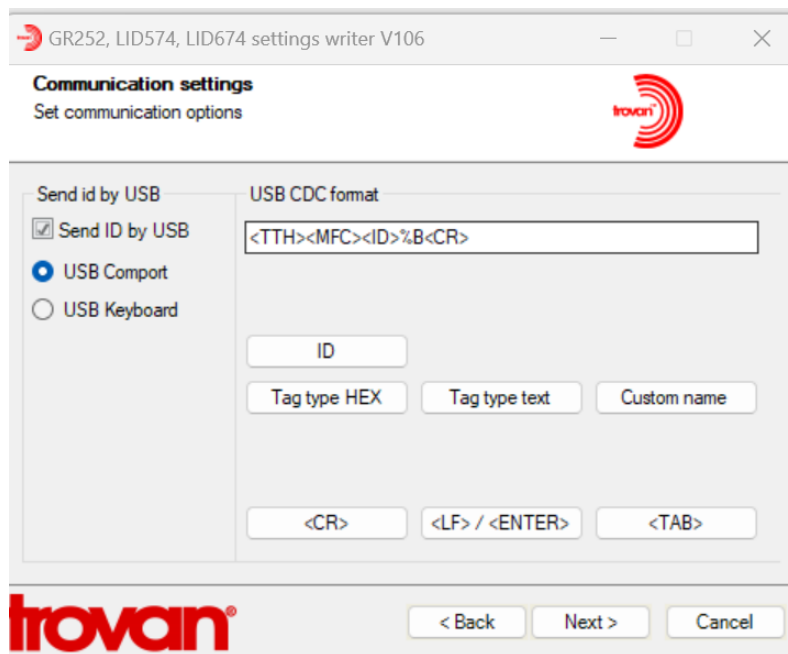 GR252, LID574, LID674 settings writer V106
Communication settings
Set communication options
trovan™
Send id by USB
USB CDC format
Send ID by USB
<TTH><MFC><ID>%B<CR>
USB Comport
USB Keyboard
ID
Tag type HEX
Tag type text
Custom name
<CR>
<LF> / <ENTER>
<TAB>
trovan®
< Back
Next >
Cancel